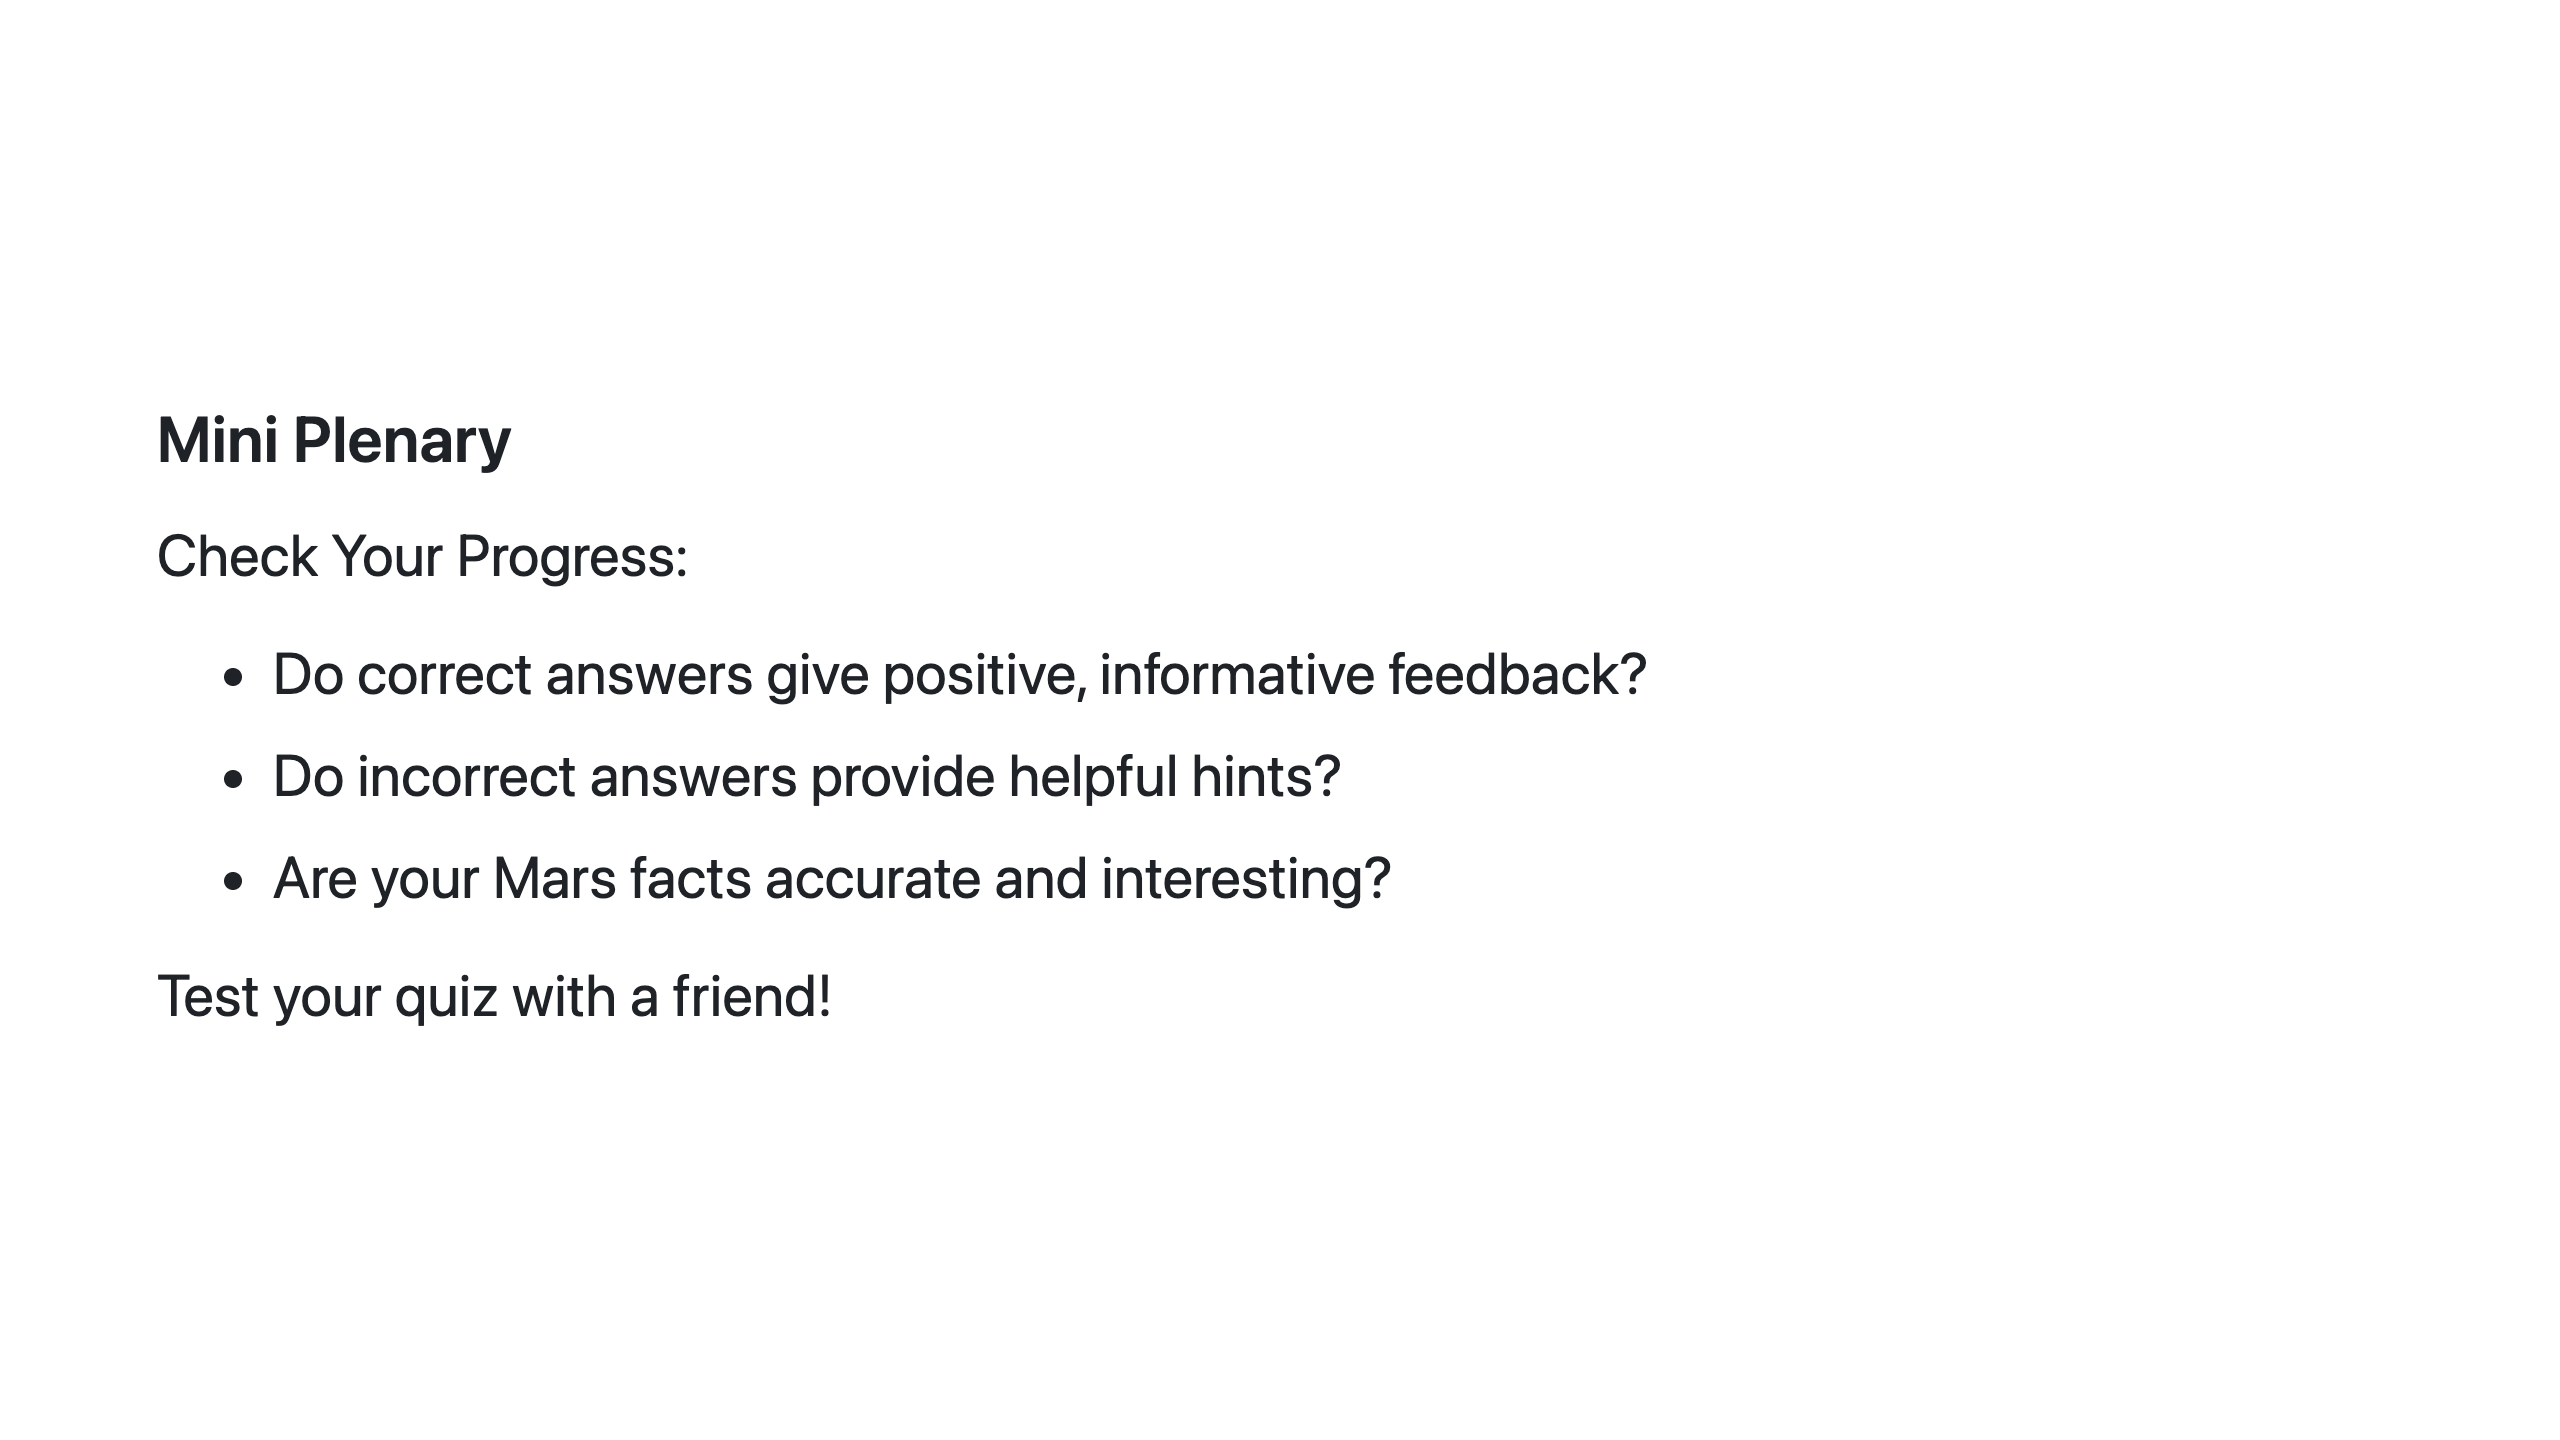 Mini Plenary
Check Your Progress:
• Do correct answers give positive, informative feedback?
• Do incorrect answers provide helpful hints?
• Are your Mars facts accurate and interesting?
Test your quiz with a friend!